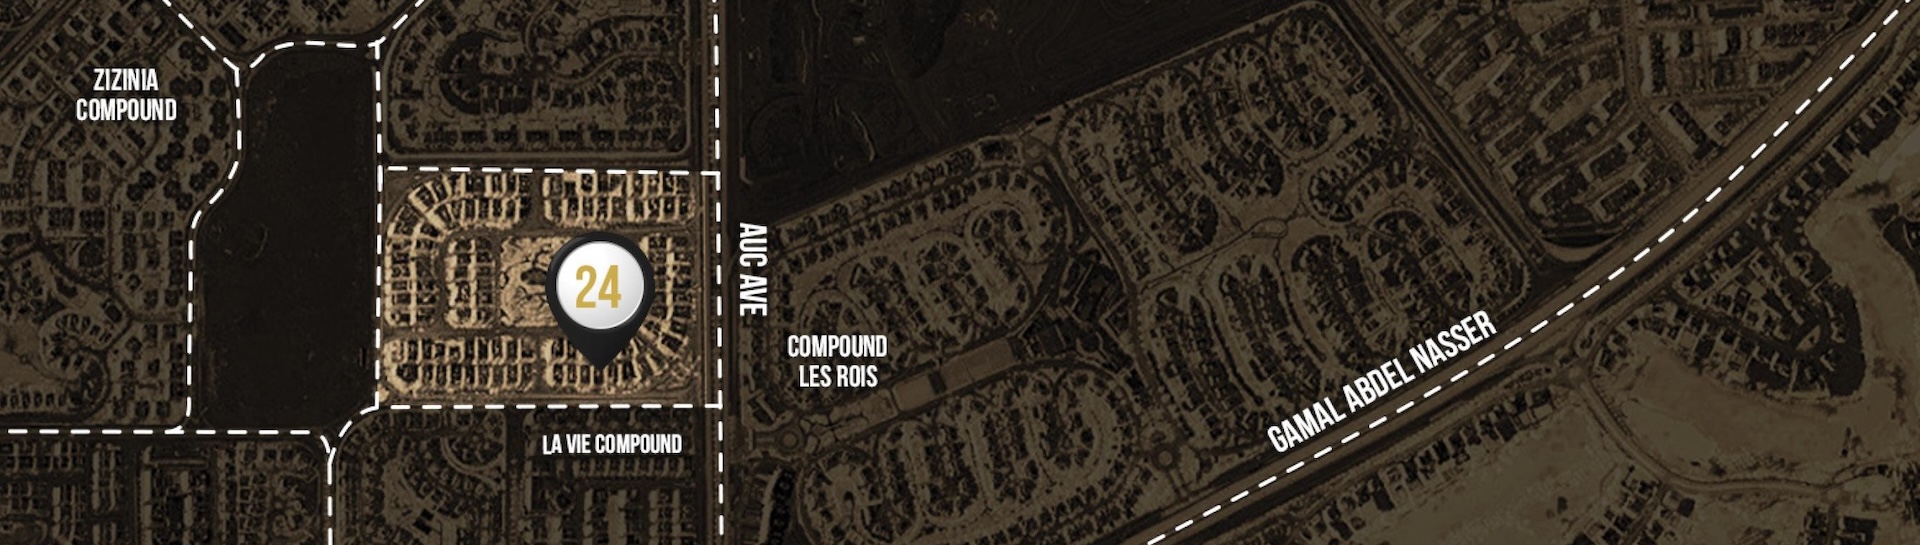 ZIZINIA
COMPOUND
24
AUC AVE
COMPOUND
LES ROIS
GAMAL ABDEL NASSER
LA VIE COMPOUND